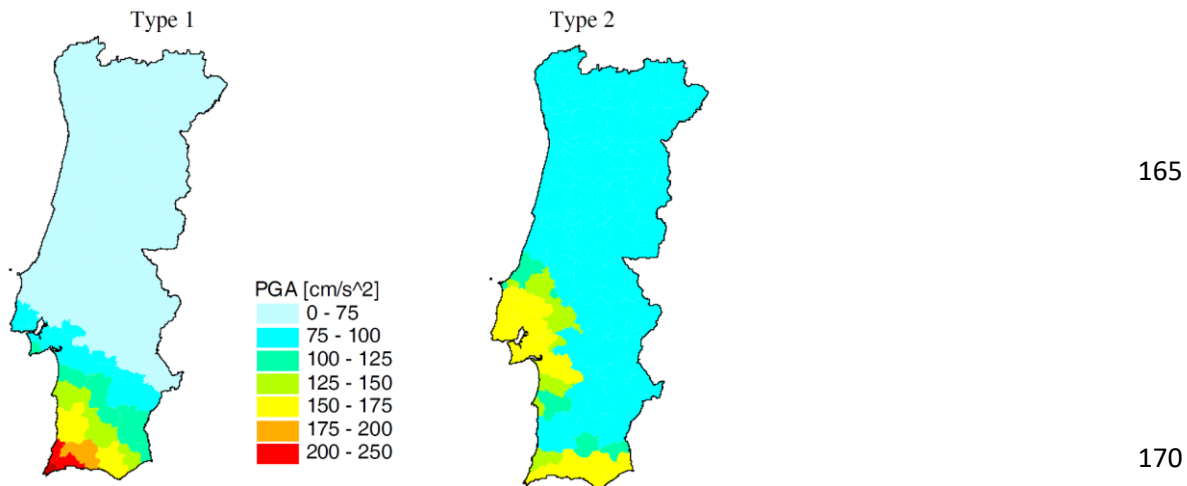 Type 1
Type 2
165
PGA [cm/s^2]
0 - 75
75 - 100
100 - 125
125 - 150
150 - 175
175 - 200
200 - 250
170